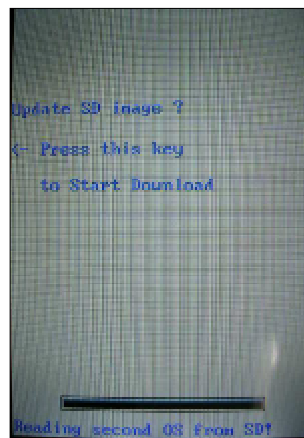 Update SD image ?
<- Press this key
to Start Download
Reading second OS from SD!